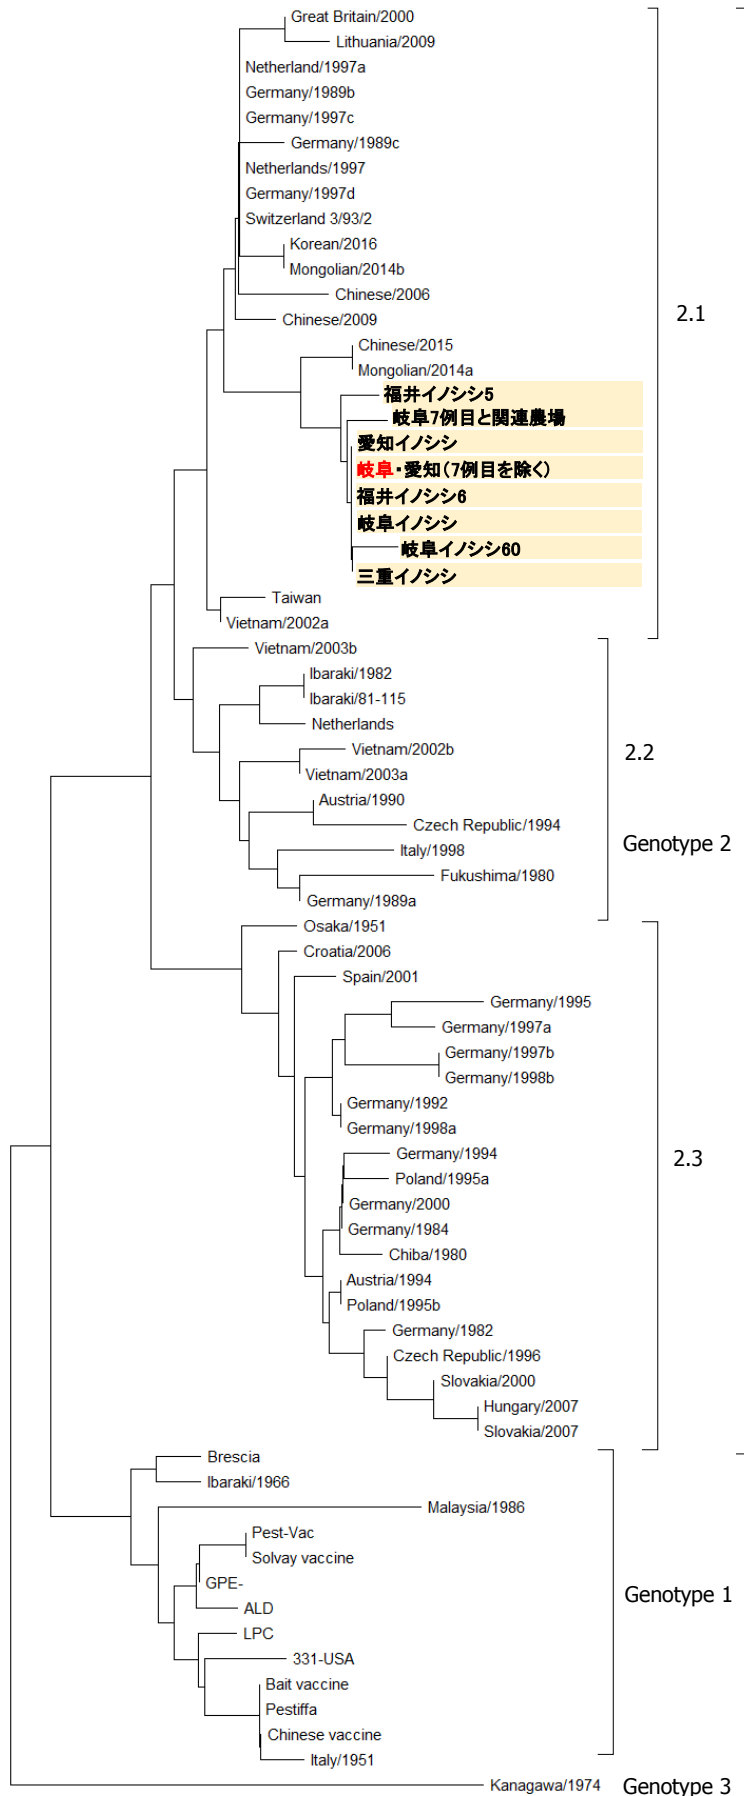 Great Britain/2000
Lithuania/2009
Netherland/1997a
Germany/1989b
Germany/1997c
Germany/1989c
Netherlands/1997
Germany/1997d
Switzerland 3/93/2
Korean/2016
Mongolian/2014b
Chinese/2006
Chinese/2009
2.1
Chinese/2015
Mongolian/2014a
福井イノシシ5
岐阜7例目と関連農場
愛知イノシシ
岐阜・愛知(7例目を除く)
福井イノシシ6
岐阜イノシシ
岐阜イノシシ60
三重イノシシ
Taiwan
Vietnam/2002a
Vietnam/2003b
Ibaraki/1982
Ibaraki/81-115
Netherlands
Vietnam/2002b
2.2
Vietnam/2003a
Austria/1990
Czech Republic/1994
Genotype 2
Italy/1998
Fukushima/1980
Germany/1989a
Osaka/1951
Croatia/2006
Spain/2001
Germany/1995
Germany/1997a
Germany/1997b
Germany/1998b
Germany/1992
Germany/1998a
Germany/1994
2.3
Poland/1995a
Germany/2000
Germany/1984
Chiba/1980
Austria/1994
Poland/1995b
Germany/1982
Czech Republic/1996
Slovakia/2000
Hungary/2007
Slovakia/2007
Brescia
Ibaraki/1966
Malaysia/1986
Pest-Vac
Solvay vaccine
GPE-
Genotype 1
ALD
LPC
331-USA
Bait vaccine
Pestiffa
Chinese vaccine
Italy/1951
Kanagawa/1974
Genotype 3